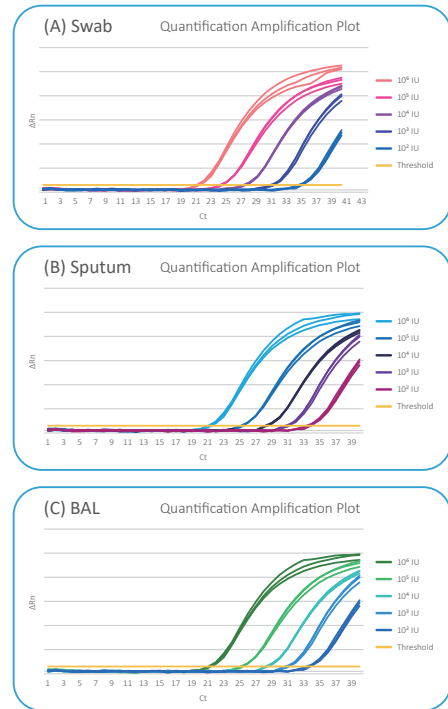 (A) Swab Quantification Amplification Plot
ΔRn
10⁶ IU
10⁵ IU
10⁴ IU
10³ IU
10² IU
Threshold
1 3 5 7 9 11 13 15 17 19 21 23 25 27 29 31 33 35 37 39 41 43
Ct
(B) Sputum Quantification Amplification Plot
ΔRn
10⁶ IU
10⁵ IU
10⁴ IU
10³ IU
10² IU
Threshold
1 3 5 7 9 11 13 15 17 19 21 23 25 27 29 31 33 35 37 39
Ct
(C) BAL Quantification Amplification Plot
ΔRn
10⁶ IU
10⁵ IU
10⁴ IU
10³ IU
10² IU
Threshold
1 3 5 7 9 11 13 15 17 19 21 23 25 27 29 31 33 35 37 39
Ct